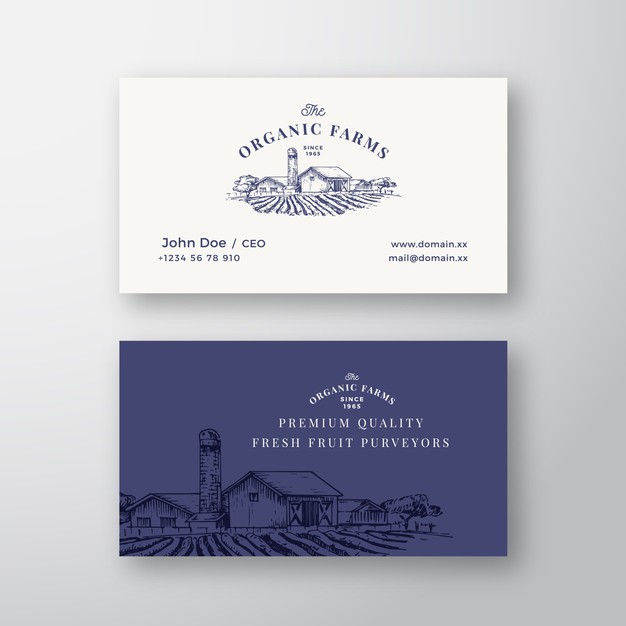 The
ORGANIC FARMS
SINCE
1965
John Doe / CEO
+1234 56 78 910
www.domain.xx
mail@domain.xx
The
ORGANIC FARMS
SINCE
1965
PREMIUM QUALITY
FRESH FRUIT PURVEYORS